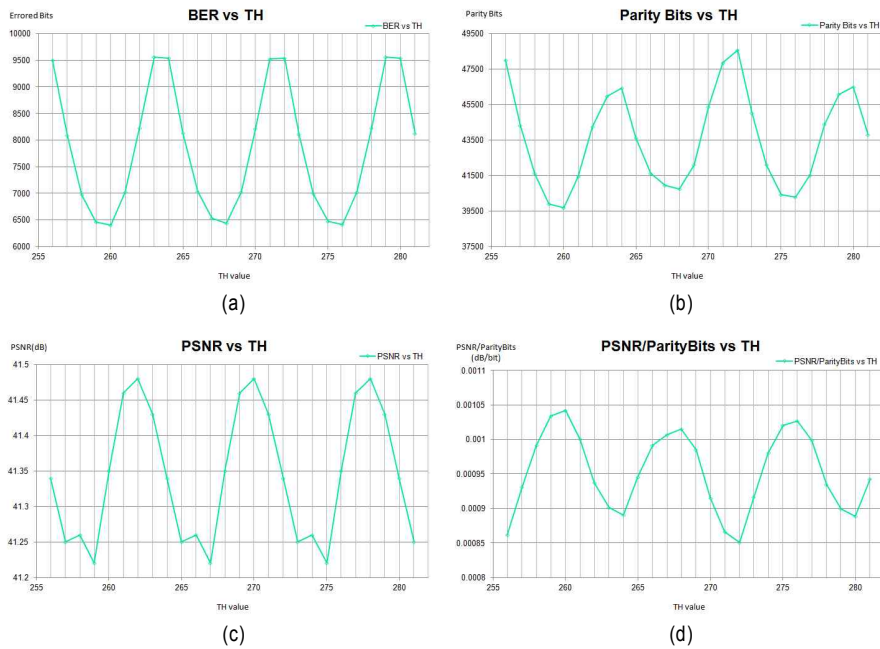 Errored Bits
BER vs TH
BER vs TH
10000
9500
9000
8500
8000
7500
7000
6500
6000
255
260
265
270
275
280
TH value
(a)
Parity Bits
Parity Bits vs TH
Parity Bits vs TH
49500
47500
45500
43500
41500
39500
37500
255
260
265
270
275
280
TH value
(b)
PSNR(dB)
PSNR vs TH
PSNR vs TH
41.5
41.45
41.4
41.35
41.3
41.25
41.2
255
260
265
270
275
280
TH value
(c)
PSNR/ParityBits
(dB/bit)
PSNR/ParityBits vs TH
PSNR/ParityBits vs TH
0.0011
0.00105
0.001
0.00095
0.0009
0.00085
0.0008
255
260
265
270
275
280
TH value
(d)